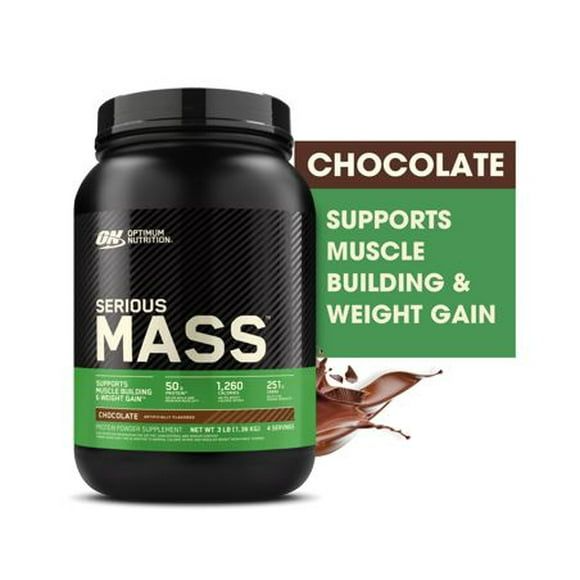 ON OPTIMUM
NUTRITION.
SERIOUS
MASS™
SUPPORTS
MUSCLE BUILDING
& WEIGHT GAIN
50g
PROTEIN
1,260
CALORIES
251g
CARBS
CHOCOLATE ARTIFICIALLY FLAVORED
PROTEIN POWDER SUPPLEMENT NET WT 3 LB (1.36 KG) 4 SERVINGS
CHOCOLATE
SUPPORTS
MUSCLE
BUILDING &
WEIGHT GAIN